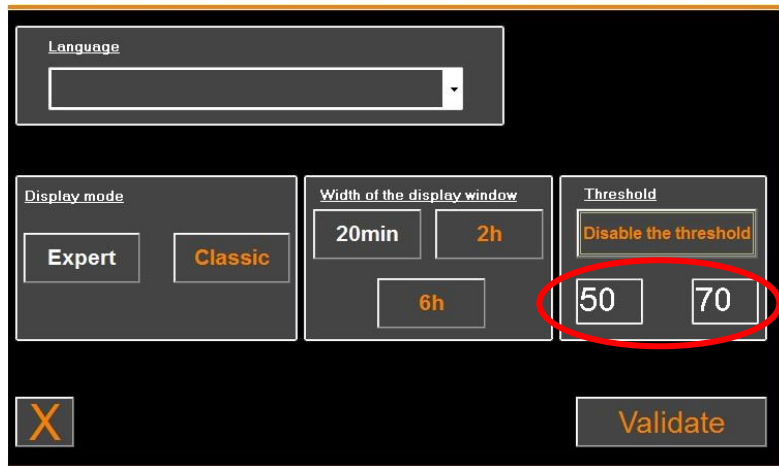 Language
Display mode
Expert
Classic
Width of the display window
20min
2h
6h
Threshold
Disable the threshold
50
70
X
Validate